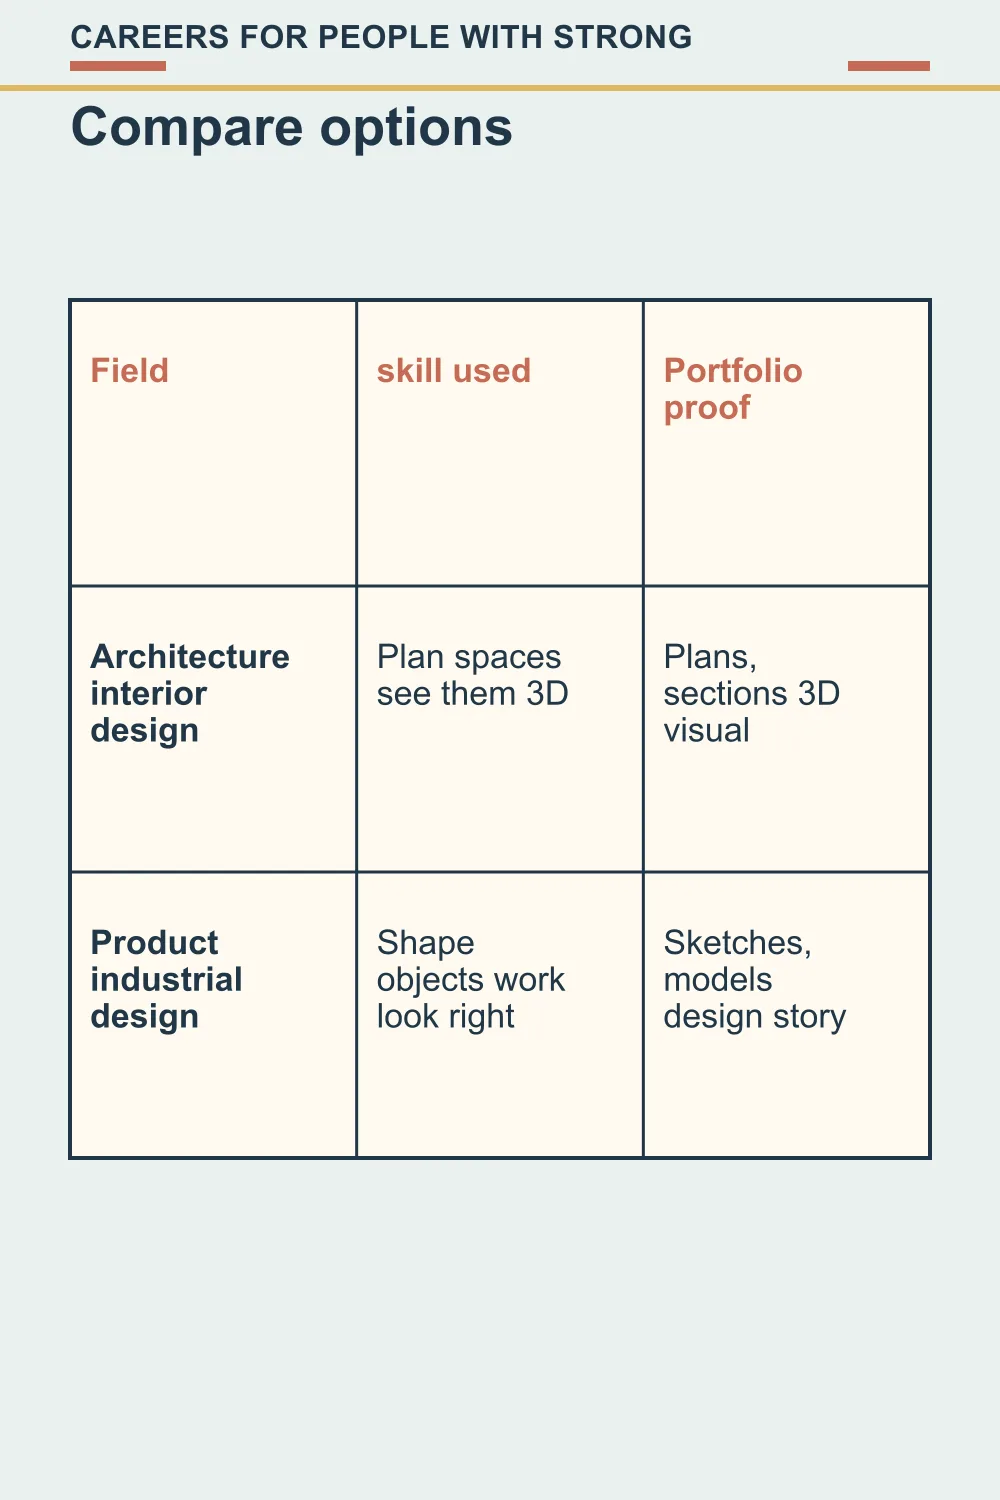 CAREERS FOR PEOPLE WITH STRONG
Compare options
Field
skill used
Portfolio
proof
Architecture
interior
design
Plan spaces
see them 3D
Plans,
sections 3D
visual
Product
industrial
design
Shape
objects work
look right
Sketches,
models
design story